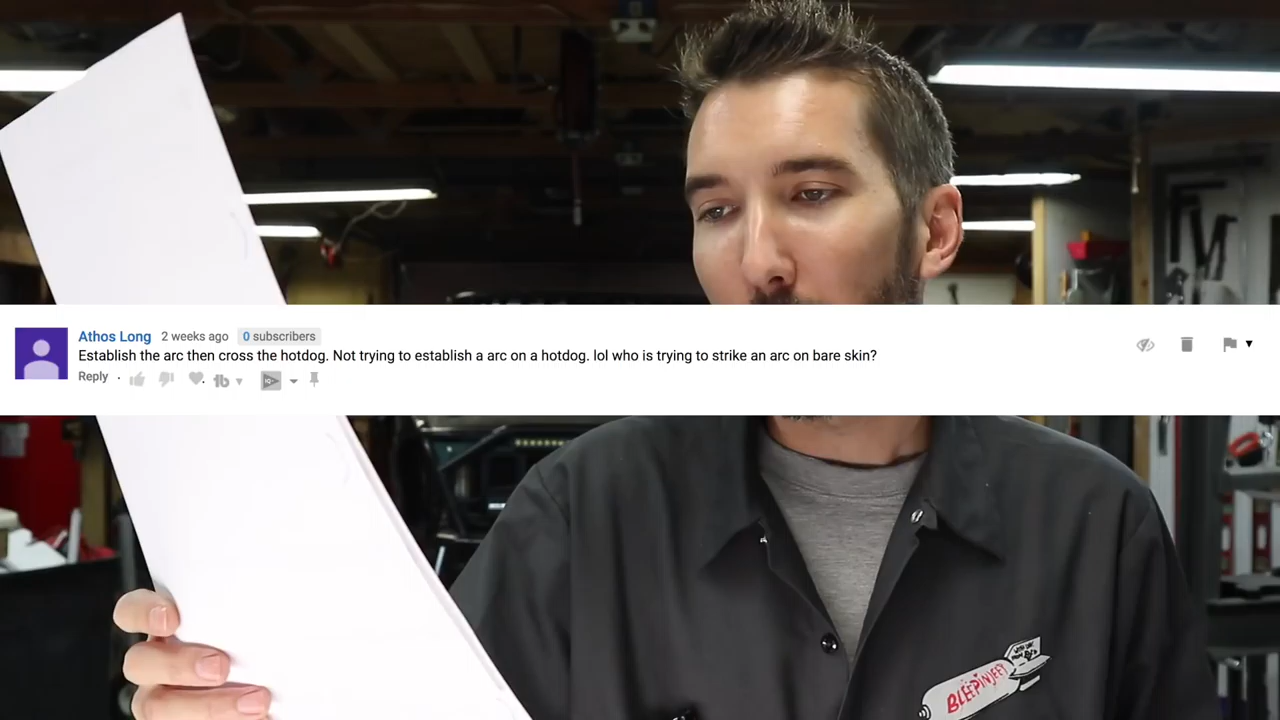 Athos Long 2 weeks ago 0 subscribers
Establish the arc then cross the hotdog. Not trying to establish a arc on a hotdog. lol who is trying to strike an arc on bare skin?
Reply
BLEEPINJEEP